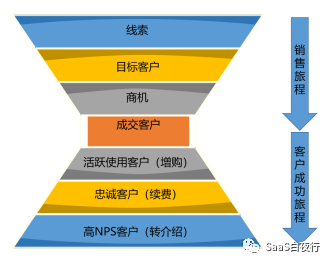 线索
目标客户
商机
成交客户
活跃使用客户（增购）
忠诚客户（续费）
高NPS客户（转介绍）
销售旅程
客户成功旅程
SaaS白夜行